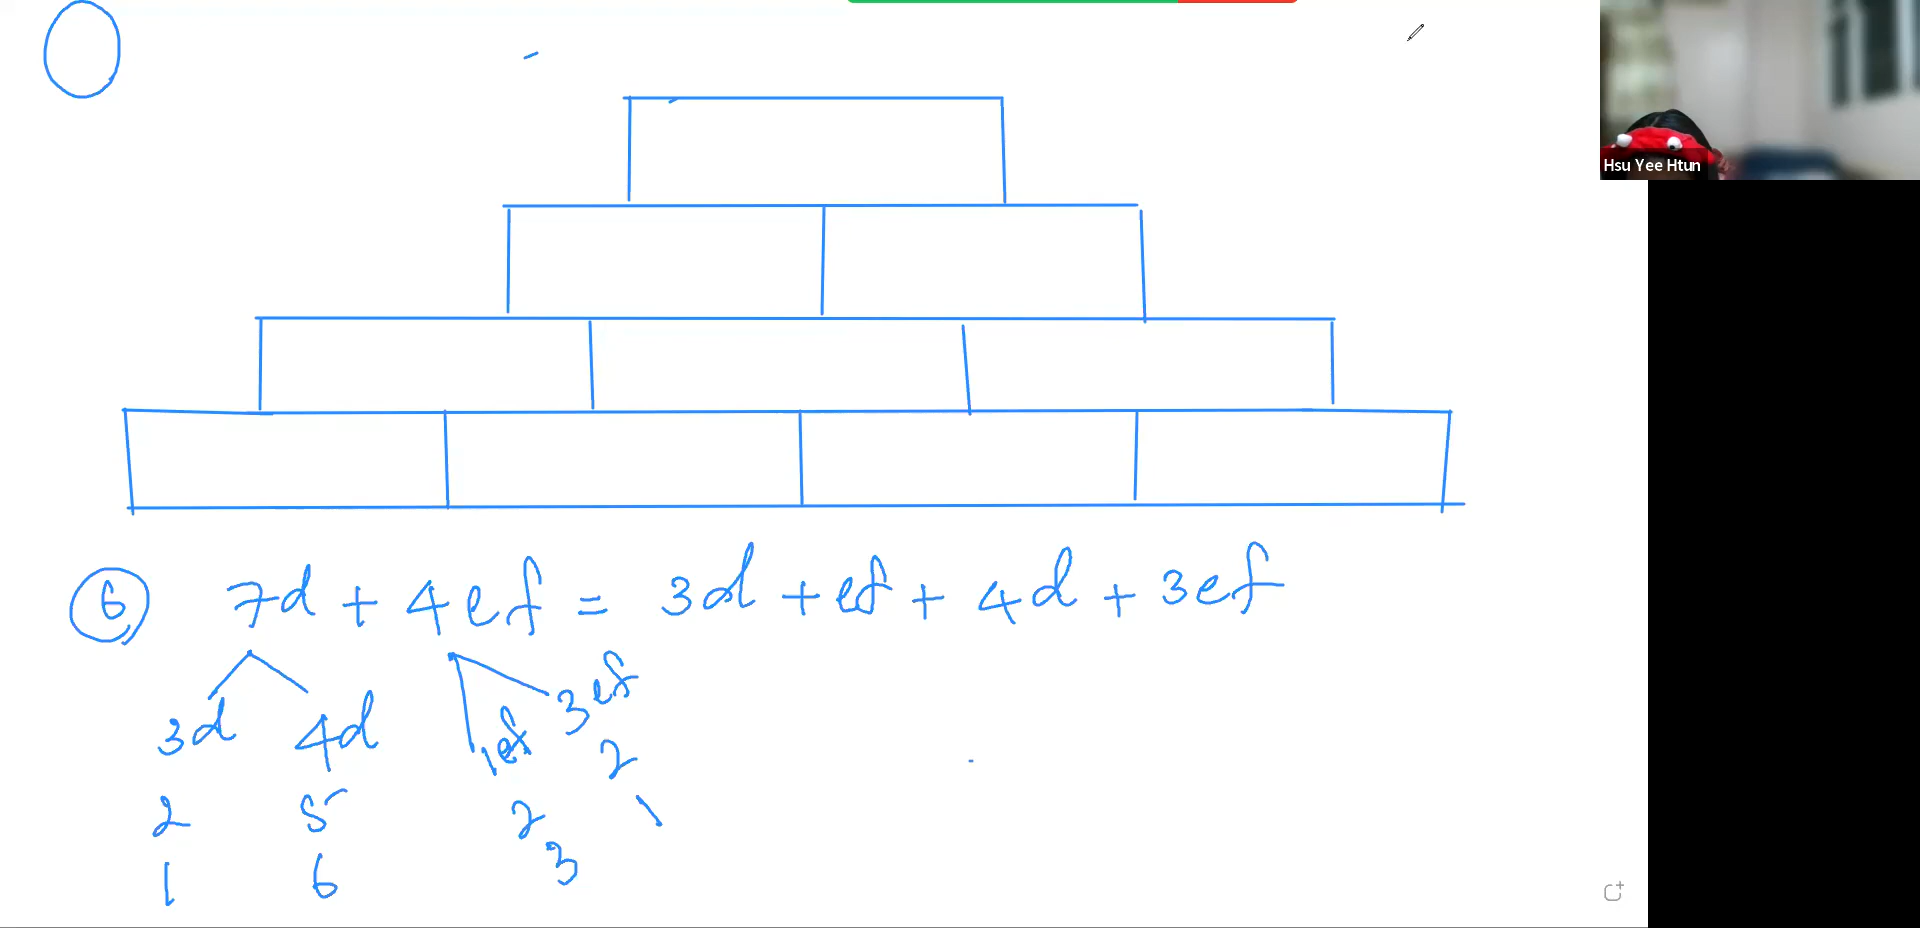 Hsu Yee Htun
6 7d + 4ef = 3d + ef + 4d + 3ef
3d 4d 1ef 3ef
2 5 2 2
1 6 3 1